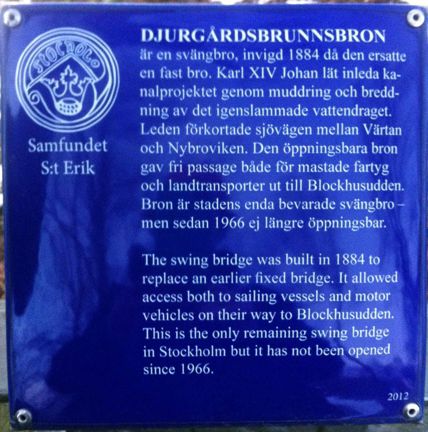 STOCHOLM
Samfundet
S:t Erik
DJURGÅRDSBRUNNSBRON
är en svängbro, invigd 1884 då den ersatte
en fast bro. Karl XIV Johan lät inleda ka-
nalprojektet genom muddring och bredd-
ning av det igenslammade vattendraget.
Leden förkortade sjövägen mellan Värtan
och Nybroviken. Den öppningsbara bron
gav fri passage både för mastade fartyg
och landtransporter ut till Blockhusudden.
Bron är stadens enda bevarade svängbro –
men sedan 1966 ej längre öppningsbar.
The swing bridge was built in 1884 to
replace an earlier fixed bridge. It allowed
access both to sailing vessels and motor
vehicles on their way to Blockhusudden.
This is the only remaining swing bridge
in Stockholm but it has not been opened
since 1966.
2012